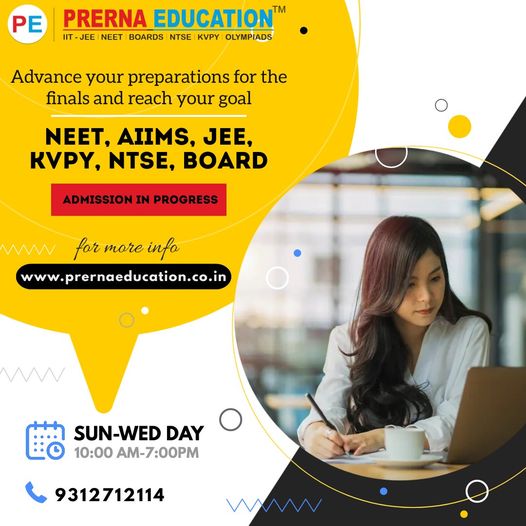 PE
PRERNA EDUCATION TM
IIT - JEE | NEET | BOARDS | NTSE | KVPY | OLYMPIADS
Advance your preparations for the
finals and reach your goal
NEET, AIIMS, JEE,
KVPY, NTSE, BOARD
ADMISSION IN PROGRESS
for more info
www.prernaeducation.co.in
SUN-WED DAY
10:00 AM-7:00PM
9312712114